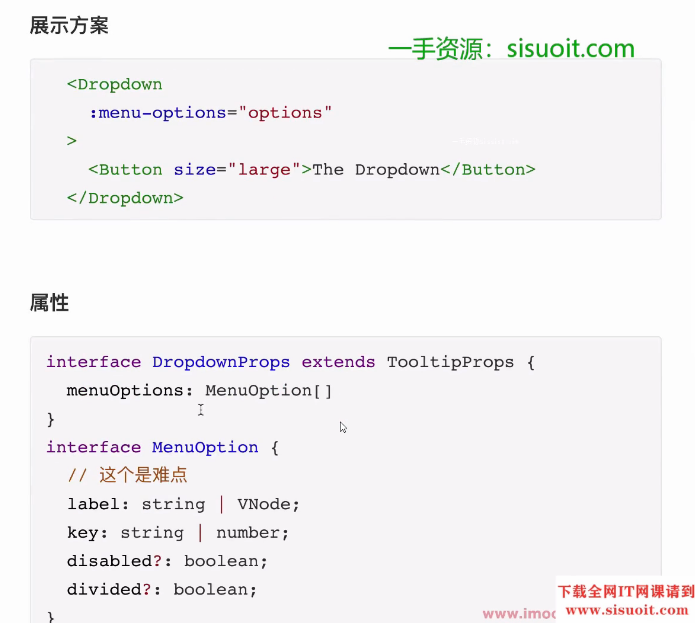 展示方案
一手资源：sisuoit.com
<Dropdown
:menu-options="options"
>
<Button size="large">The Dropdown</Button>
</Dropdown>
属性
interface DropdownProps extends TooltipProps {
menuOptions: MenuOption[]
}
interface MenuOption {
// 这个是难点
label: string | VNode;
key: string | number;
disabled?: boolean;
divided?: boolean;
}
下载全网IT网课请到
www.imooc
www.sisuoit.com